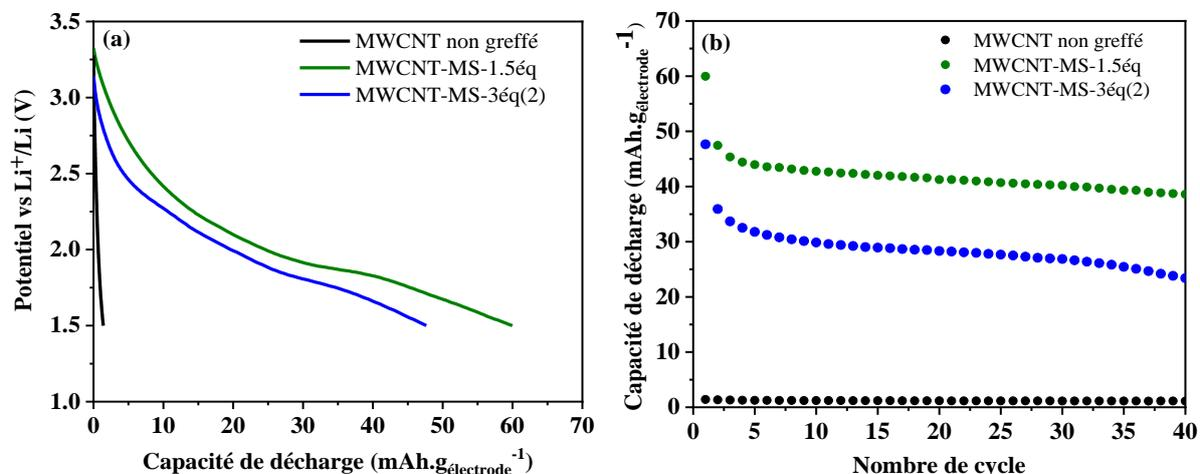 (a)
MWCNT non greffé
MWCNT-MS-1.5éq
MWCNT-MS-3éq(2)
Potentiel vs Li⁺/Li (V)
3.5
3.0
2.5
2.0
1.5
1.0
0 10 20 30 40 50 60 70
Capacité de décharge (mAh.gélectrode⁻¹)
(b)
MWCNT non greffé
MWCNT-MS-1.5éq
MWCNT-MS-3éq(2)
Capacité de décharge (mAh.gélectrode⁻¹)
70
60
50
40
30
20
10
0
0 5 10 15 20 25 30 35 40
Nombre de cycle